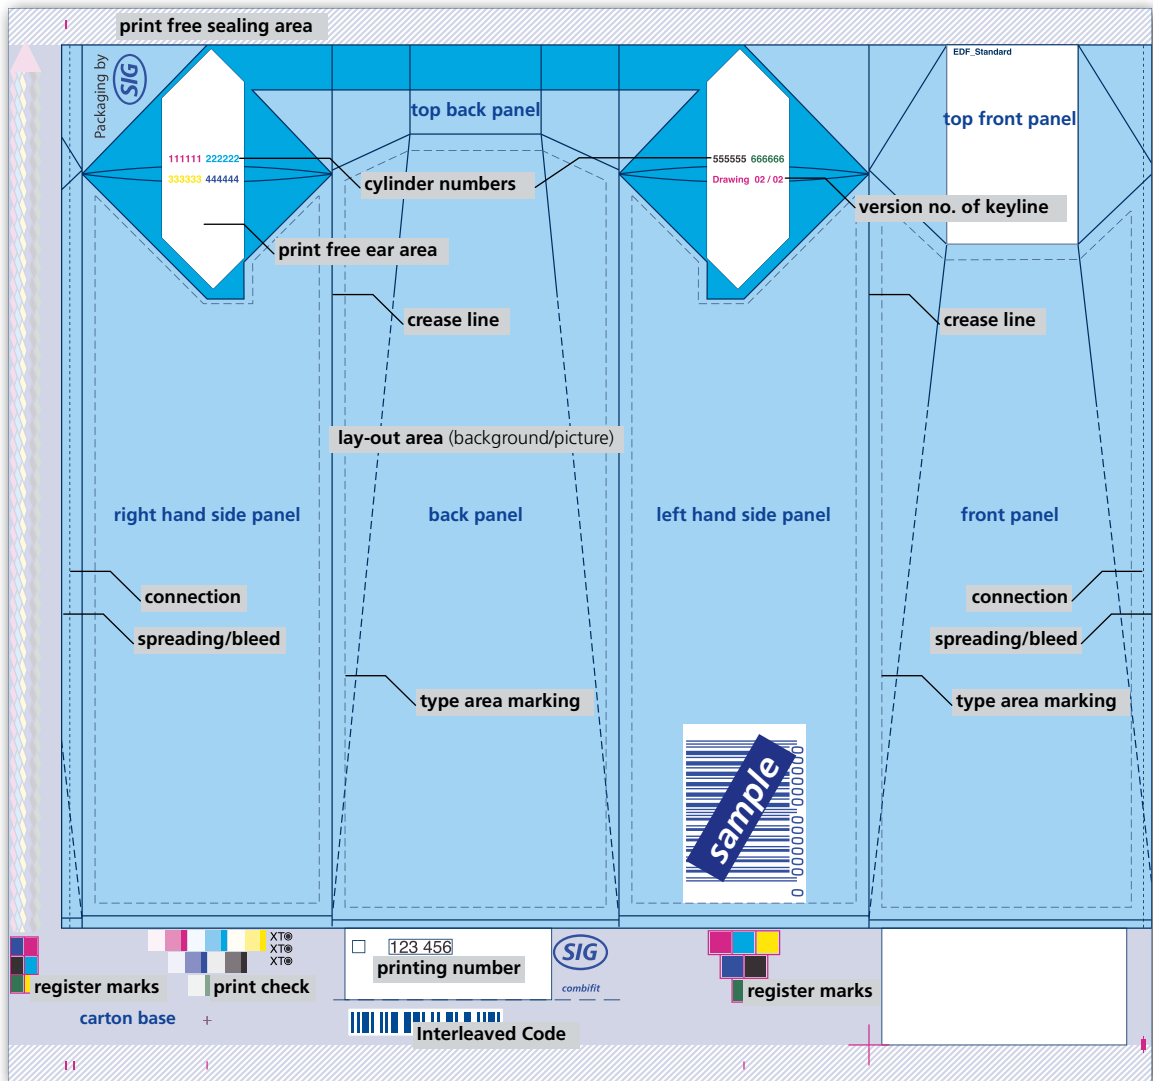 print free sealing area
Packaging by
SIG
EDF_Standard
top back panel
top front panel
111111 222222
333333 444444
555555 666666
Drawing 02 / 02
cylinder numbers
version no. of keyline
print free ear area
crease line
crease line
lay-out area (background/picture)
right hand side panel
back panel
left hand side panel
front panel
connection
connection
spreading/bleed
spreading/bleed
type area marking
type area marking
sample
0 000000 000000
XT
XT
XT
123 456
printing number
SIG
combifit
register marks
print check
register marks
carton base
Interleaved Code